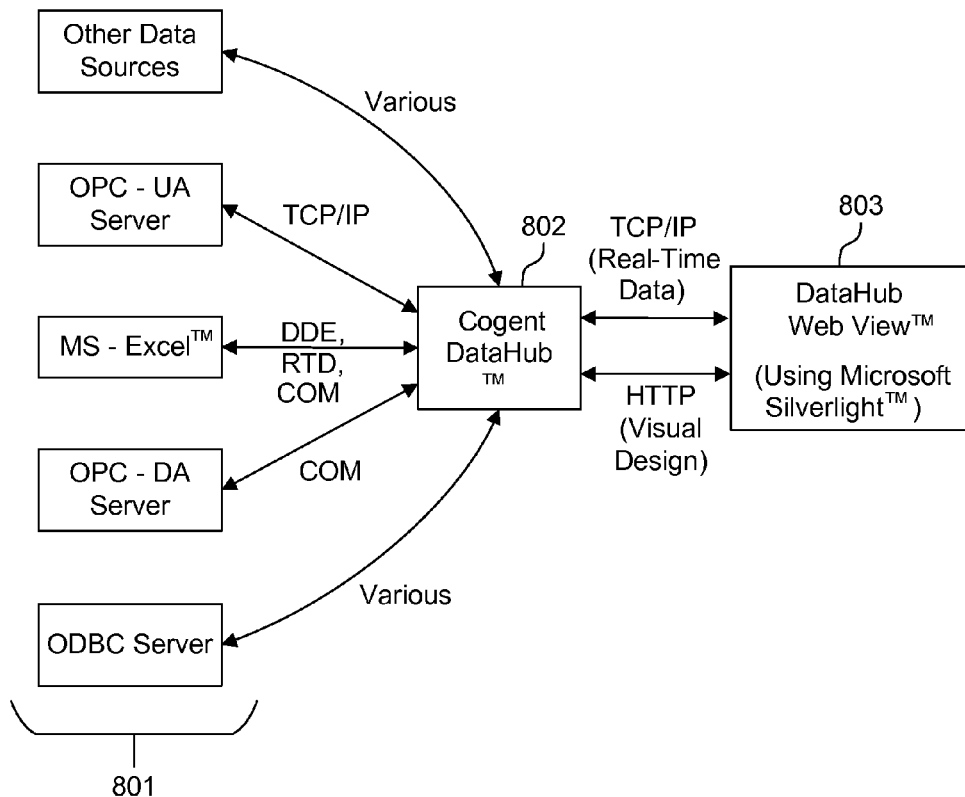 Other Data
Sources
Various
OPC - UA
Server
TCP/IP
802
TCP/IP
(Real-Time
Data)
803
MS - Excel™
DDE,
RTD,
COM
Cogent
DataHub
™
DataHub
Web View™
(Using Microsoft
Silverlight™)
HTTP
(Visual
Design)
OPC - DA
Server
COM
Various
ODBC Server
801